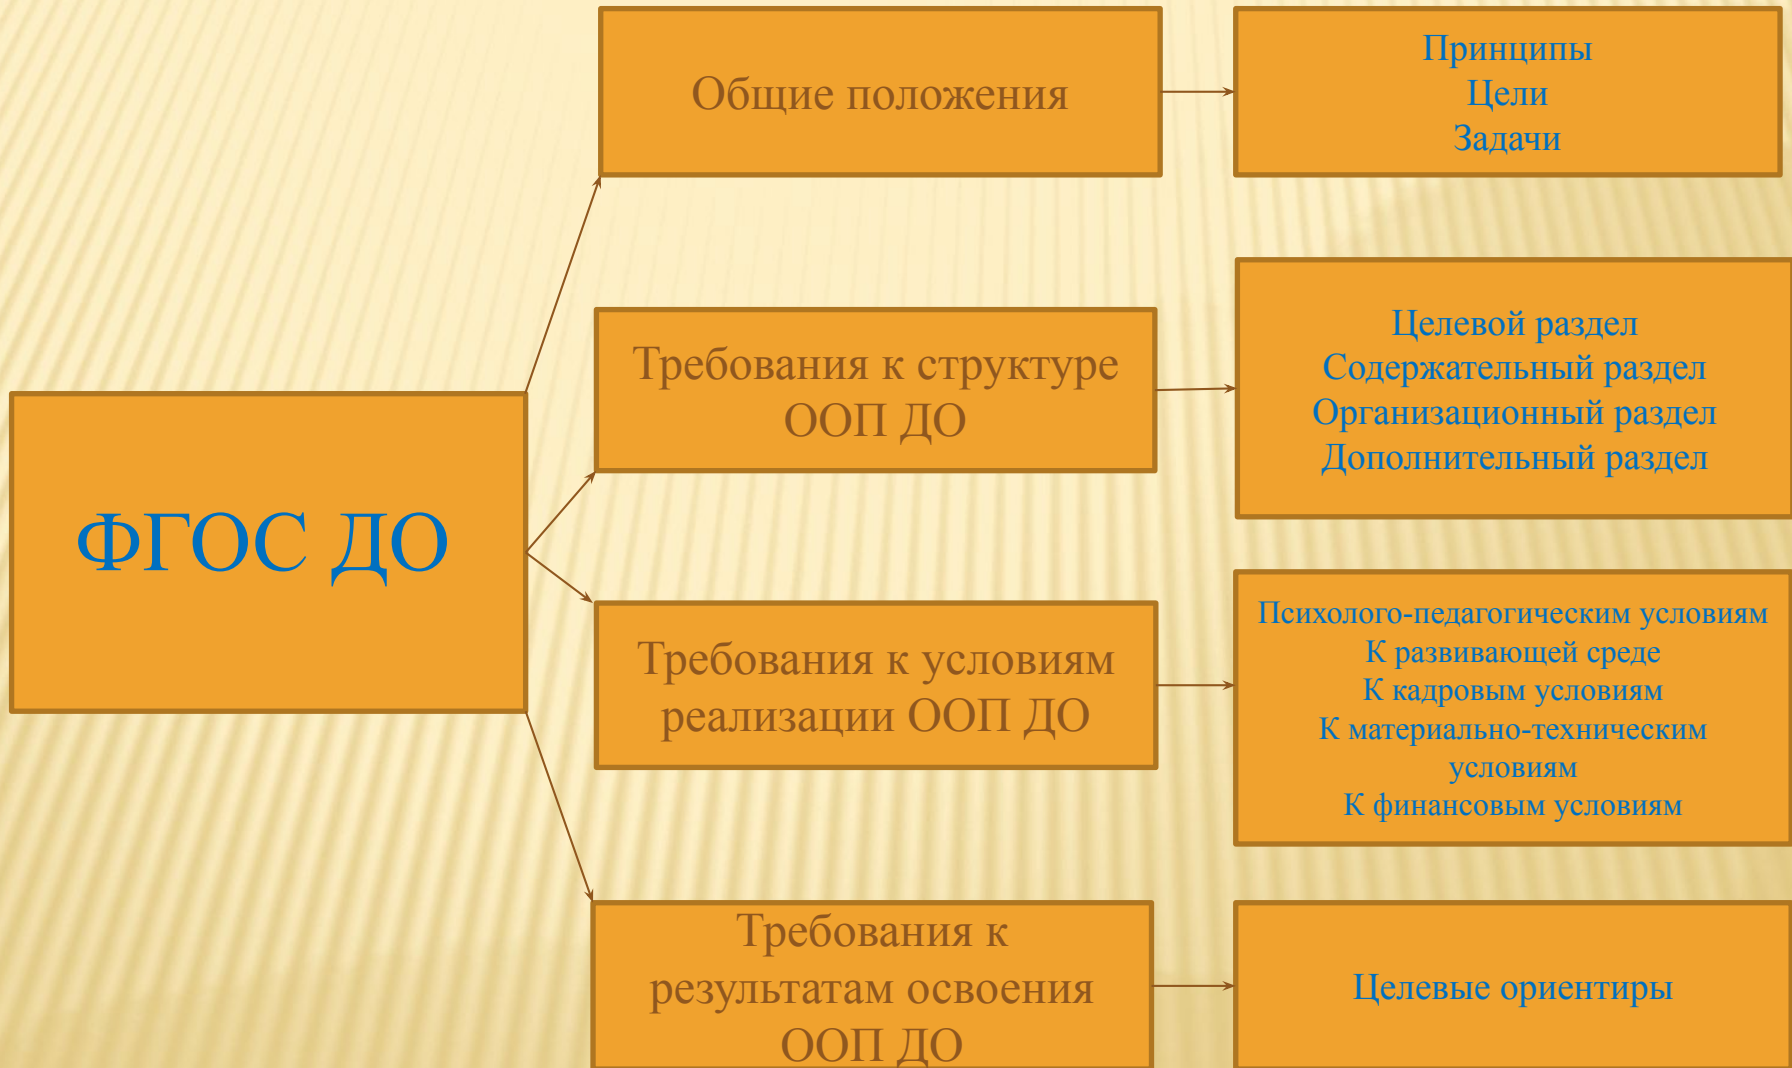 ФГОС ДО
Общие положения
Принципы
Цели
Задачи
Требования к структуре
ООП ДО
Целевой раздел
Содержательный раздел
Организационный раздел
Дополнительный раздел
Требования к условиям
реализации ООП ДО
Психолого-педагогическим условиям
К развивающей среде
К кадровым условиям
К материально-техническим
условиям
К финансовым условиям
Требования к
результатам освоения
ООП ДО
Целевые ориентиры